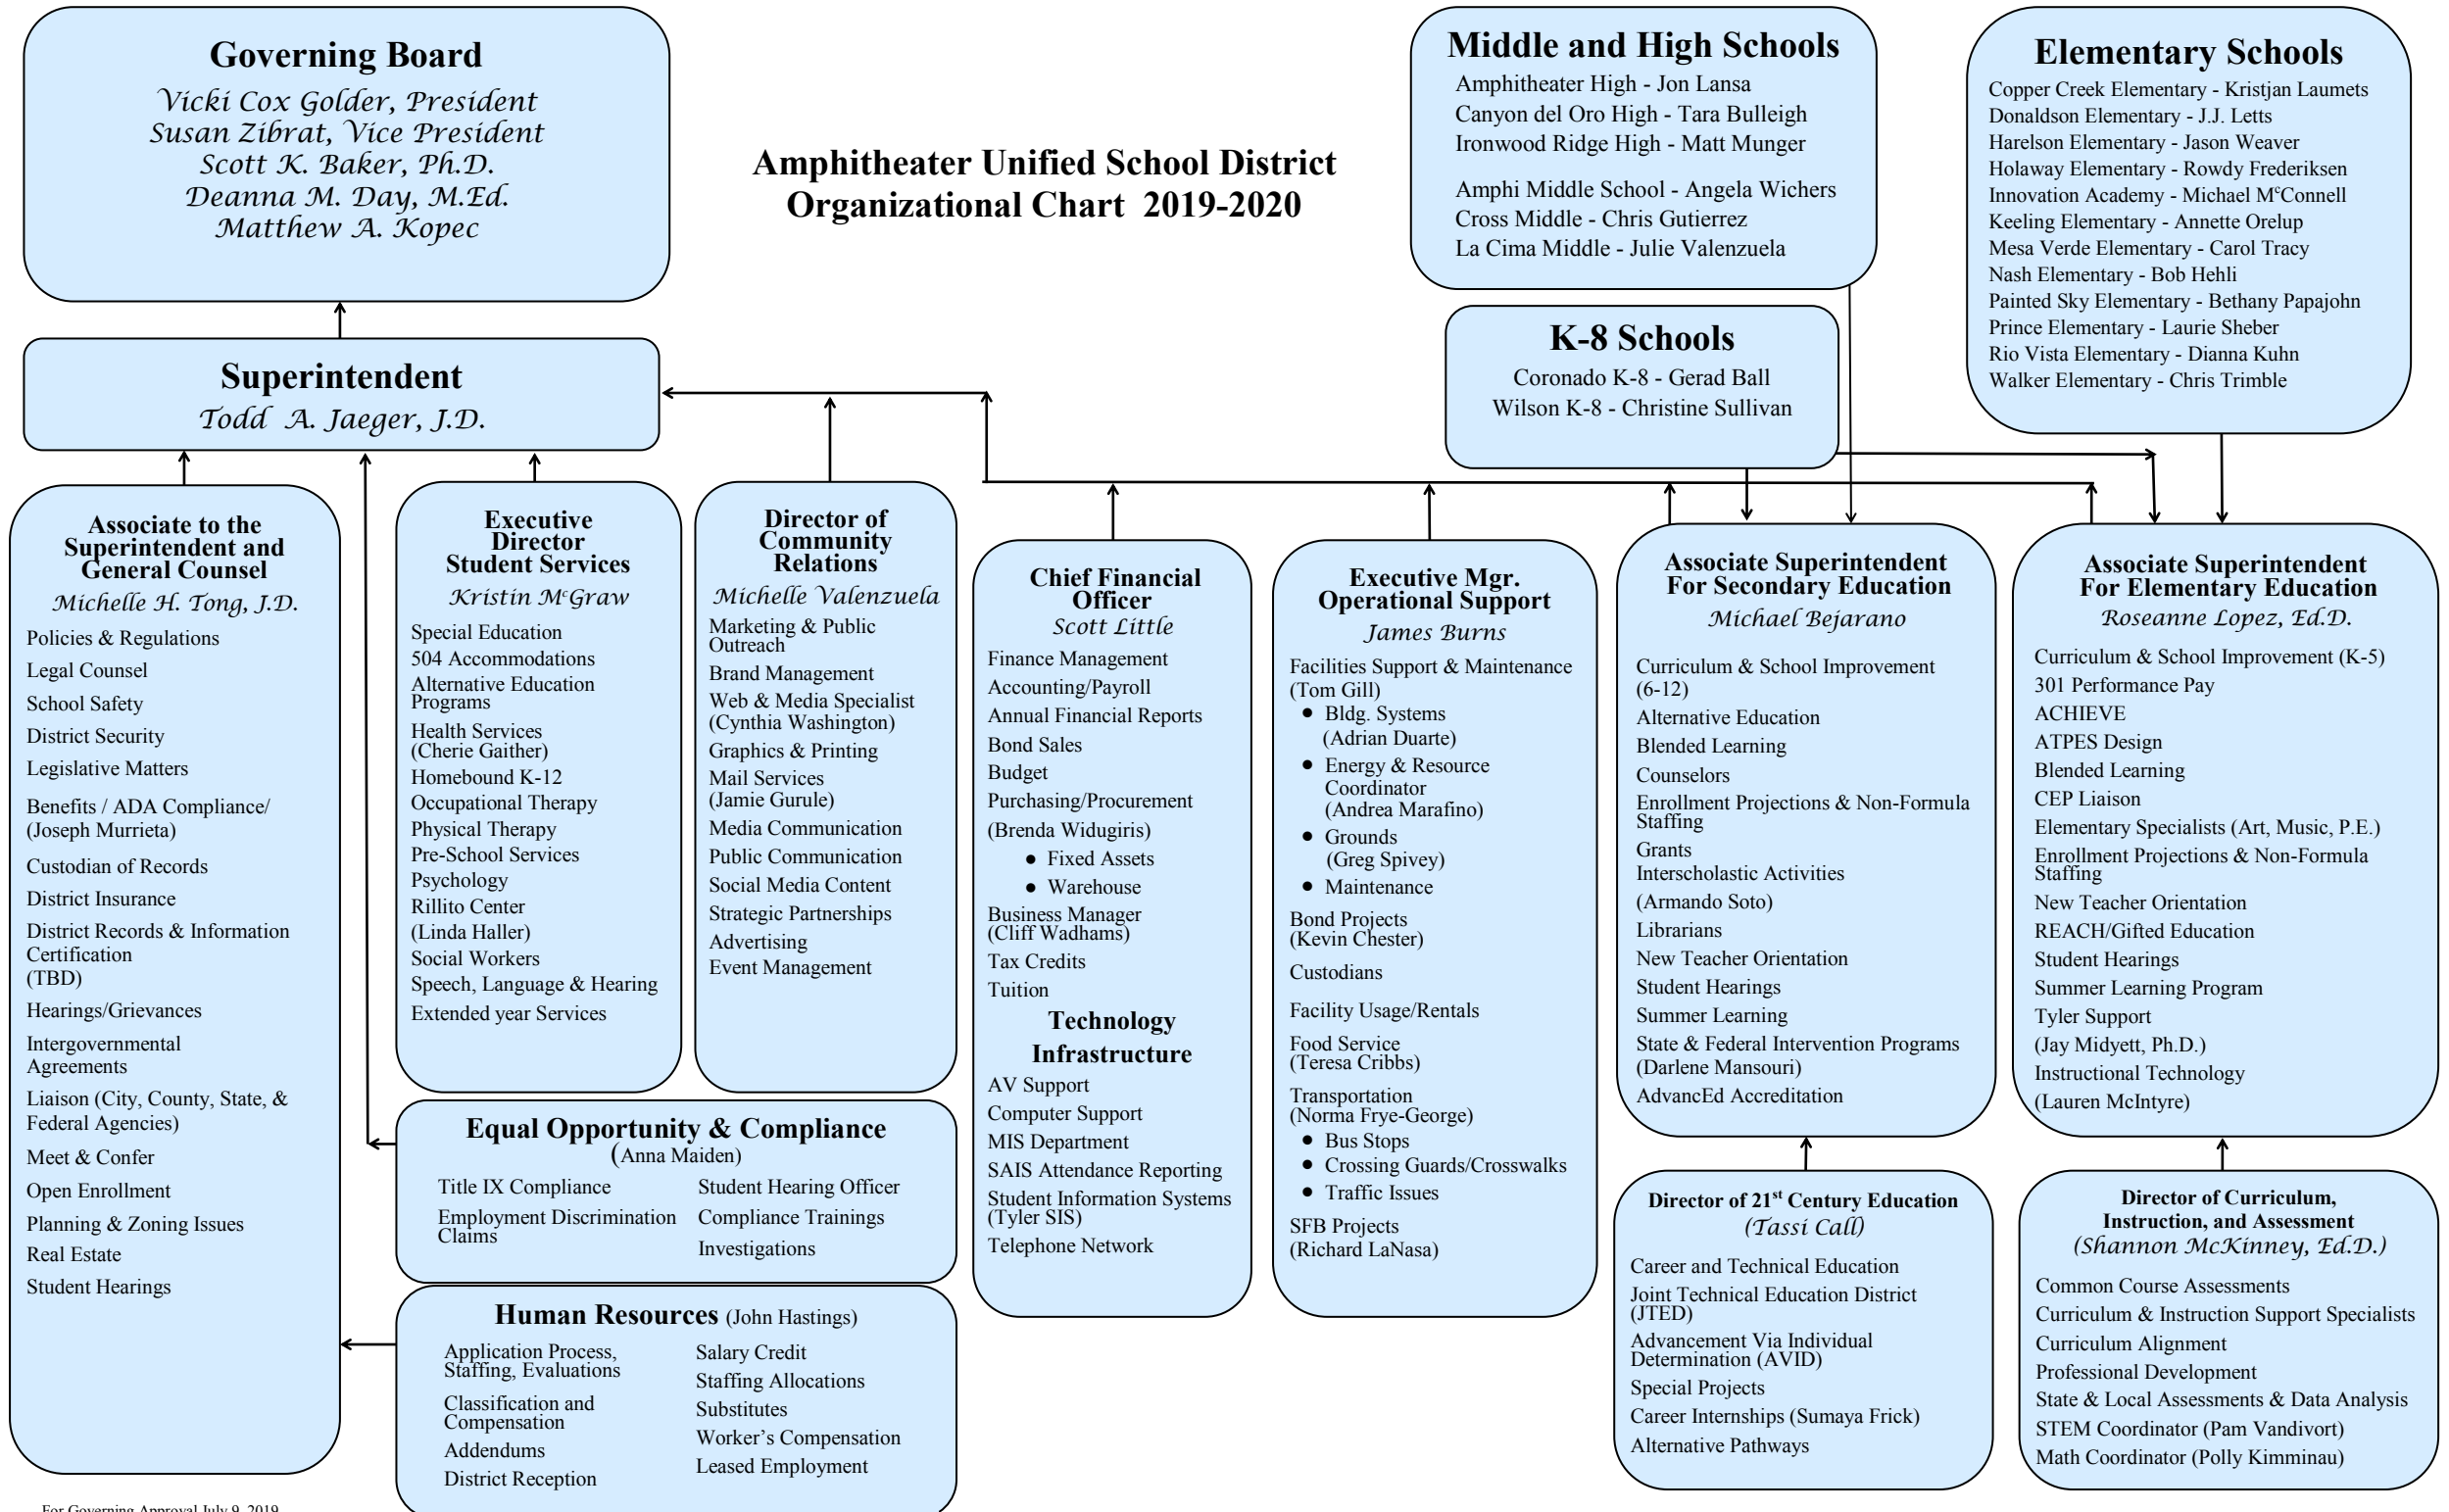 Governing Board
Vicki Cox Golder, President
Susan Zibrat, Vice President
Scott K. Baker, Ph.D.
Deanna M. Day, M.Ed.
Matthew A. Kopec
Amphitheater Unified School District
Organizational Chart 2019-2020
Middle and High Schools
Amphitheater High - Jon Lansa
Canyon del Oro High - Tara Bulleigh
Ironwood Ridge High - Matt Munger
Amphi Middle School - Angela Wichers
Cross Middle - Chris Gutierrez
La Cima Middle - Julie Valenzuela
Elementary Schools
Copper Creek Elementary - Kristjan Laumets
Donaldson Elementary - J.J. Letts
Harelson Elementary - Jason Weaver
Holaway Elementary - Rowdy Frederiksen
Innovation Academy - Michael McConnell
Keeling Elementary - Annette Orelup
Mesa Verde Elementary - Carol Tracy
Nash Elementary - Bob Hehli
Painted Sky Elementary - Bethany Papajohn
Prince Elementary - Laurie Sheber
Rio Vista Elementary - Dianna Kuhn
Walker Elementary - Chris Trimble
K-8 Schools
Coronado K-8 - Gerad Ball
Wilson K-8 - Christine Sullivan
Superintendent
Todd A. Jaeger, J.D.
Associate to the
Superintendent and
General Counsel
Michelle H. Tong, J.D.
Policies & Regulations
Legal Counsel
School Safety
District Security
Legislative Matters
Benefits / ADA Compliance/
(Joseph Murrieta)
Custodian of Records
District Insurance
District Records & Information
Certification
(TBD)
Hearings/Grievances
Intergovernmental
Agreements
Liaison (City, County, State, &
Federal Agencies)
Meet & Confer
Open Enrollment
Planning & Zoning Issues
Real Estate
Student Hearings
Executive
Director
Student Services
Kristin McGraw
Special Education
504 Accommodations
Alternative Education
Programs
Health Services
(Cherie Gaither)
Homebound K-12
Occupational Therapy
Physical Therapy
Pre-School Services
Psychology
Rillito Center
(Linda Haller)
Social Workers
Speech, Language & Hearing
Extended year Services
Director of
Community
Relations
Michelle Valenzuela
Marketing & Public
Outreach
Brand Management
Web & Media Specialist
(Cynthia Washington)
Graphics & Printing
Mail Services
(Jamie Gurule)
Media Communication
Public Communication
Social Media Content
Strategic Partnerships
Advertising
Event Management
Equal Opportunity & Compliance
(Anna Maiden)
Title IX Compliance
Employment Discrimination
Claims
Student Hearing Officer
Compliance Trainings
Investigations
Human Resources (John Hastings)
Application Process,
Staffing, Evaluations
Classification and
Compensation
Addendums
District Reception
Salary Credit
Staffing Allocations
Substitutes
Worker's Compensation
Leased Employment
Chief Financial
Officer
Scott Little
Finance Management
Accounting/Payroll
Annual Financial Reports
Bond Sales
Budget
Purchasing/Procurement
(Brenda Widugiris)
● Fixed Assets
● Warehouse
Business Manager
(Cliff Wadhams)
Tax Credits
Tuition
Technology
Infrastructure
AV Support
Computer Support
MIS Department
SAIS Attendance Reporting
Student Information Systems
(Tyler SIS)
Telephone Network
Executive Mgr.
Operational Support
James Burns
Facilities Support & Maintenance
(Tom Gill)
● Bldg. Systems
(Adrian Duarte)
● Energy & Resource
Coordinator
(Andrea Marafino)
● Grounds
(Greg Spivey)
● Maintenance
Bond Projects
(Kevin Chester)
Custodians
Facility Usage/Rentals
Food Service
(Teresa Cribbs)
Transportation
(Norma Frye-George)
● Bus Stops
● Crossing Guards/Crosswalks
● Traffic Issues
SFB Projects
(Richard LaNasa)
Associate Superintendent
For Secondary Education
Michael Bejarano
Curriculum & School Improvement
(6-12)
Alternative Education
Blended Learning
Counselors
Enrollment Projections & Non-Formula
Staffing
Grants
Interscholastic Activities
(Armando Soto)
Librarians
New Teacher Orientation
Student Hearings
Summer Learning
State & Federal Intervention Programs
(Darlene Mansouri)
AdvancEd Accreditation
Director of 21st Century Education
(Tassi Call)
Career and Technical Education
Joint Technical Education District
(JTED)
Advancement Via Individual
Determination (AVID)
Special Projects
Career Internships (Sumaya Frick)
Alternative Pathways
Associate Superintendent
For Elementary Education
Roseanne Lopez, Ed.D.
Curriculum & School Improvement (K-5)
301 Performance Pay
ACHIEVE
ATPES Design
Blended Learning
CEP Liaison
Elementary Specialists (Art, Music, P.E.)
Enrollment Projections & Non-Formula
Staffing
New Teacher Orientation
REACH/Gifted Education
Student Hearings
Summer Learning Program
Tyler Support
(Jay Midyett, Ph.D.)
Instructional Technology
(Lauren McIntyre)
Director of Curriculum,
Instruction, and Assessment
(Shannon McKinney, Ed.D.)
Common Course Assessments
Curriculum & Instruction Support Specialists
Curriculum Alignment
Professional Development
State & Local Assessments & Data Analysis
STEM Coordinator (Pam Vandivort)
Math Coordinator (Polly Kimminau)
For Governing Approval July 9, 2019